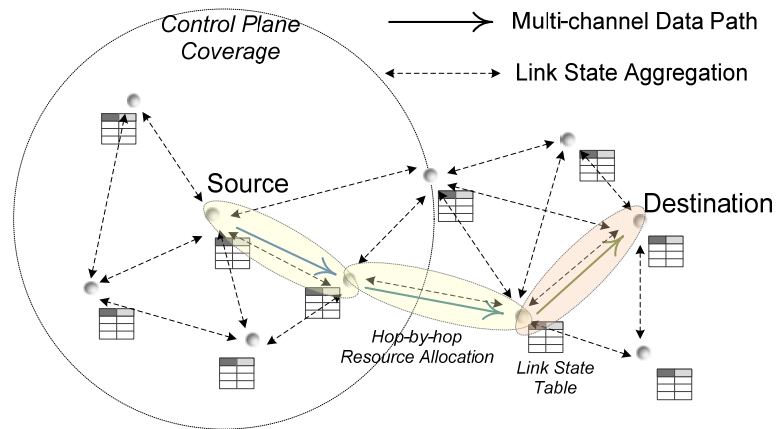 Control Plane
Coverage
Multi-channel Data Path
Link State Aggregation
Source
Destination
Hop-by-hop
Resource Allocation
Link State
Table